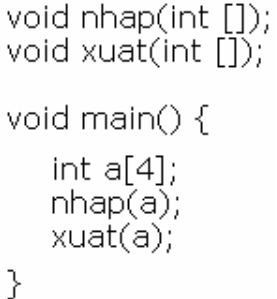 void nhap(int []);
void xuat(int []);
void main() {
int a[4];
nhap(a);
xuat(a);
}